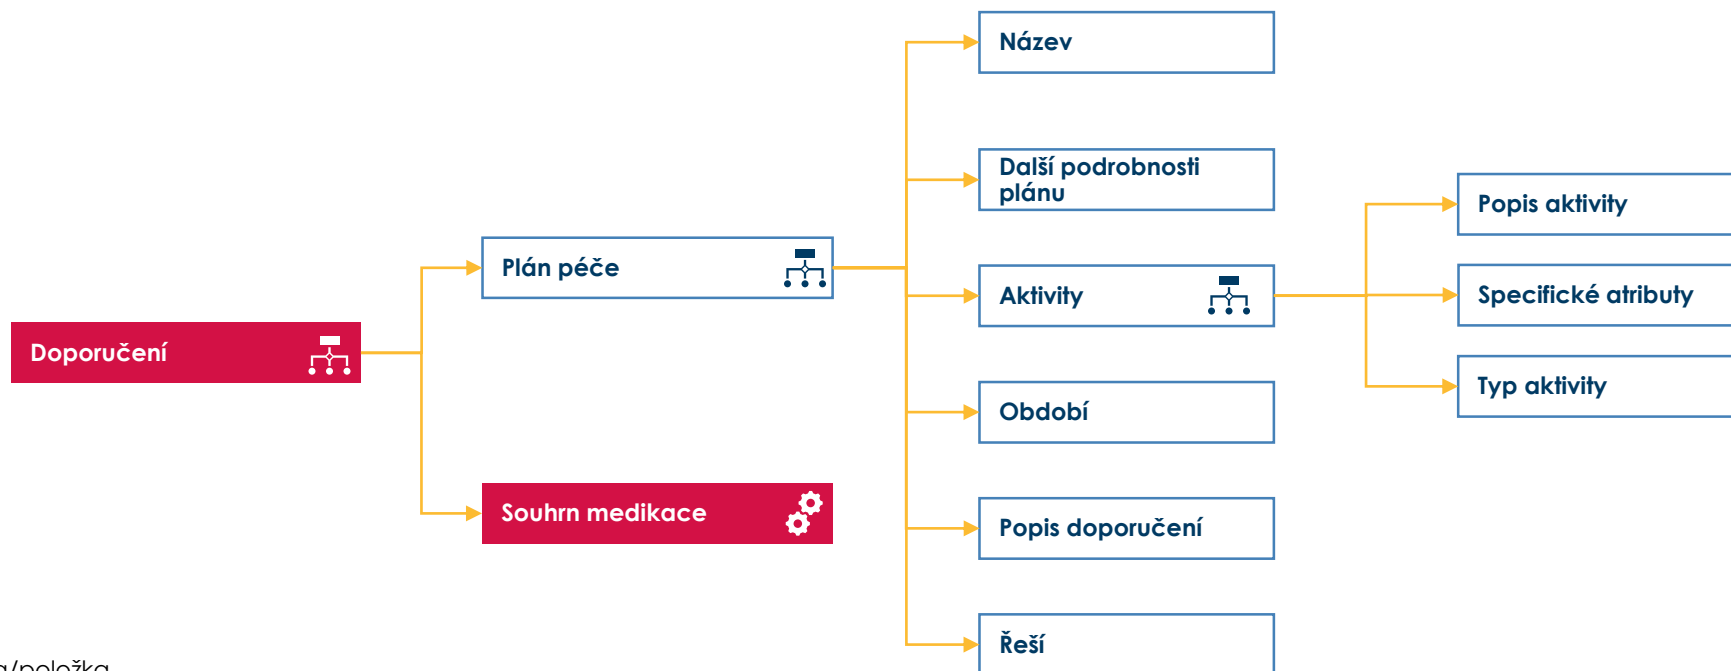 Název
Další podrobnosti
plánu
Popis aktivity
Plán péče
Aktivity
Specifické atributy
Doporučení
Typ aktivity
Období
Souhrn medikace
Popis doporučení
Řeší
/položka